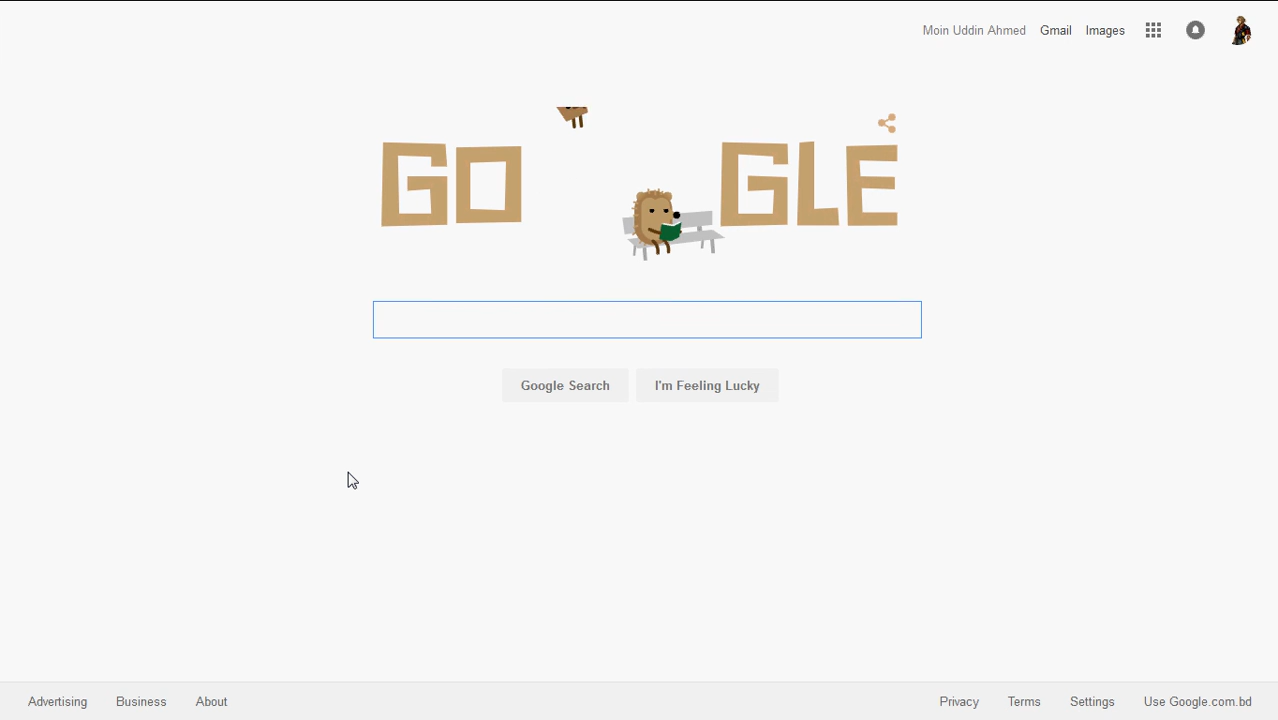 Moin Uddin Ahmed Gmail Images
GO GLE
Google Search I'm Feeling Lucky
Advertising Business About Privacy Terms Settings Use Google.com.bd